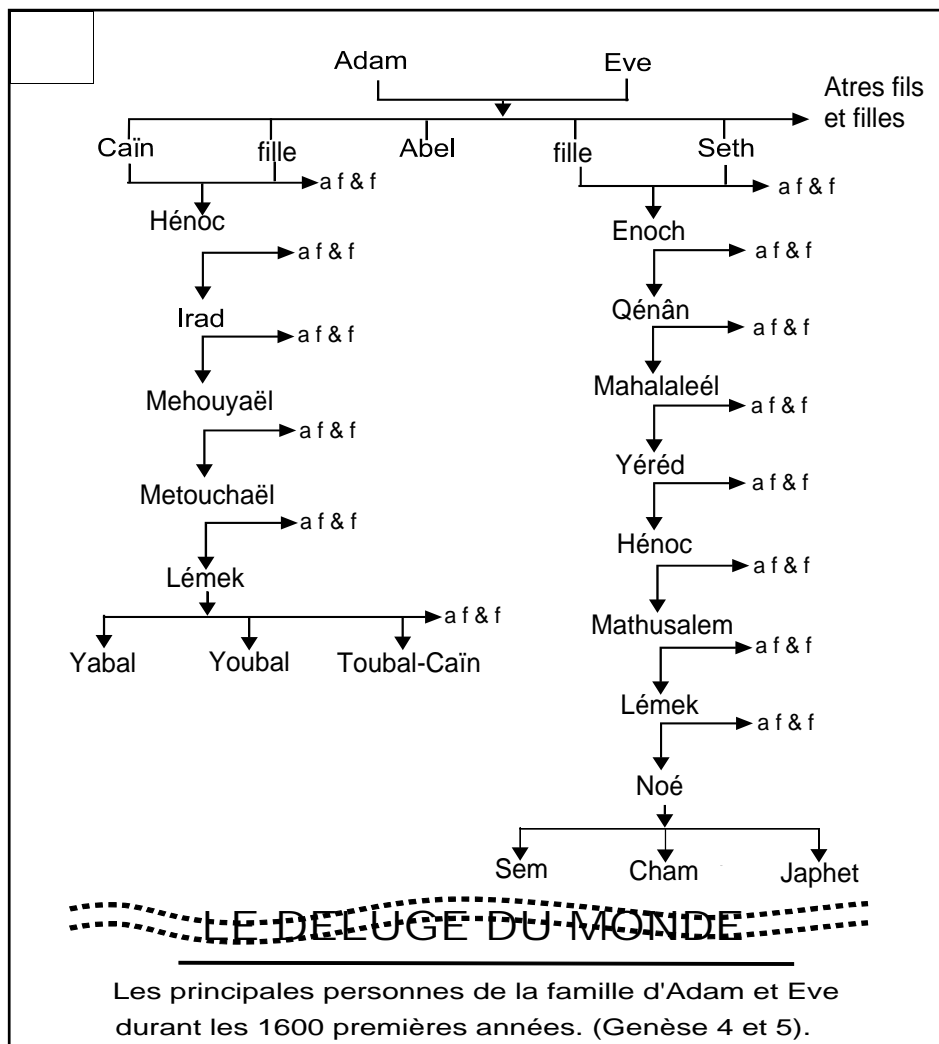 Adam Eve
Atres fils
et filles
Caïn fille Abel fille Seth
a f & f a f & f
Hénoc Enoch
a f & f a f & f
Irad Qénân
a f & f a f & f
Mehouyaël Mahalaleél
a f & f a f & f
Metouchaël Yéréd
a f & f a f & f
Lémek Hénoc
a f & f a f & f
Yabal Youbal Toubal-Caïn Mathusalem
a f & f
Lémek
a f & f
Noé
Sem Cham Japhet
LE DELUGE DU MONDE
Les principales personnes de la famille d'Adam et Eve
durant les 1600 premières années. (Genèse 4 et 5).